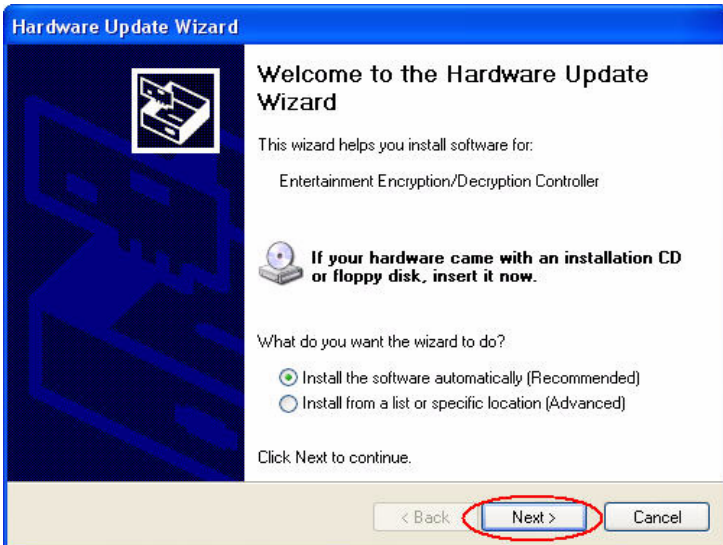 Hardware Update Wizard
Welcome to the Hardware Update
Wizard
This wizard helps you install software for:
Entertainment Encryption/Decryption Controller
If your hardware came with an installation CD
or floppy disk, insert it now.
What do you want the wizard to do?
Install the software automatically (Recommended)
Install from a list or specific location (Advanced)
Click Next to continue.
< Back Next > Cancel